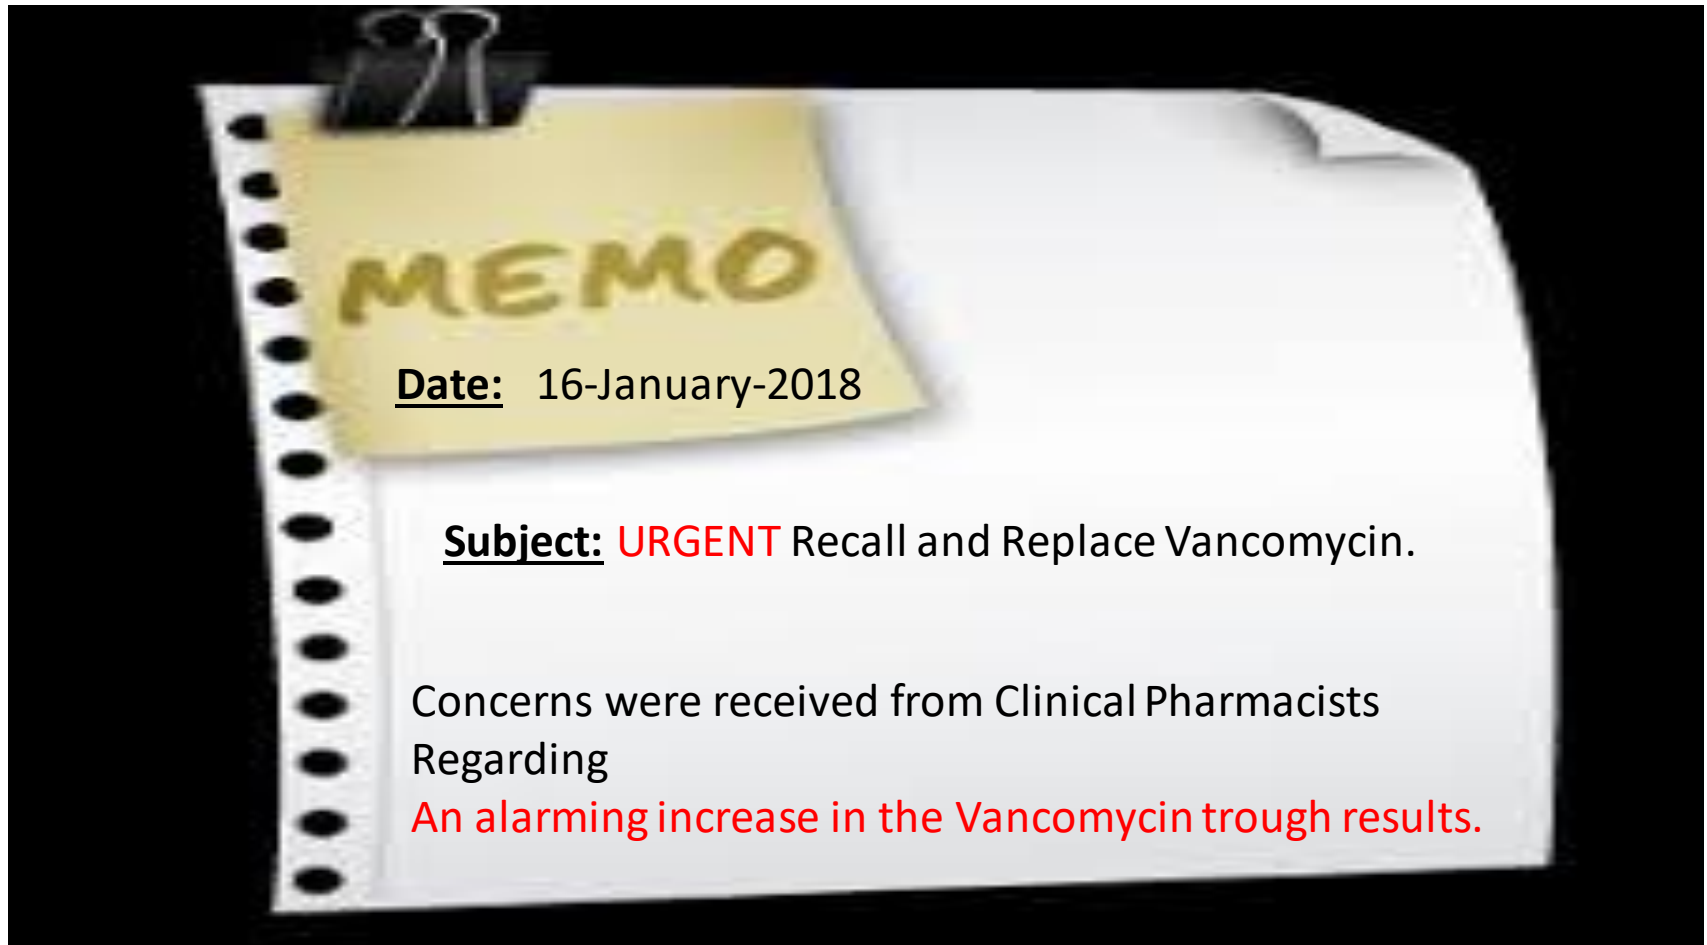 MEMO
Date: 16-January-2018
Subject: URGENT Recall and Replace Vancomycin.
Concerns were received from Clinical Pharmacists
Regarding
An alarming increase in the Vancomycin trough results.